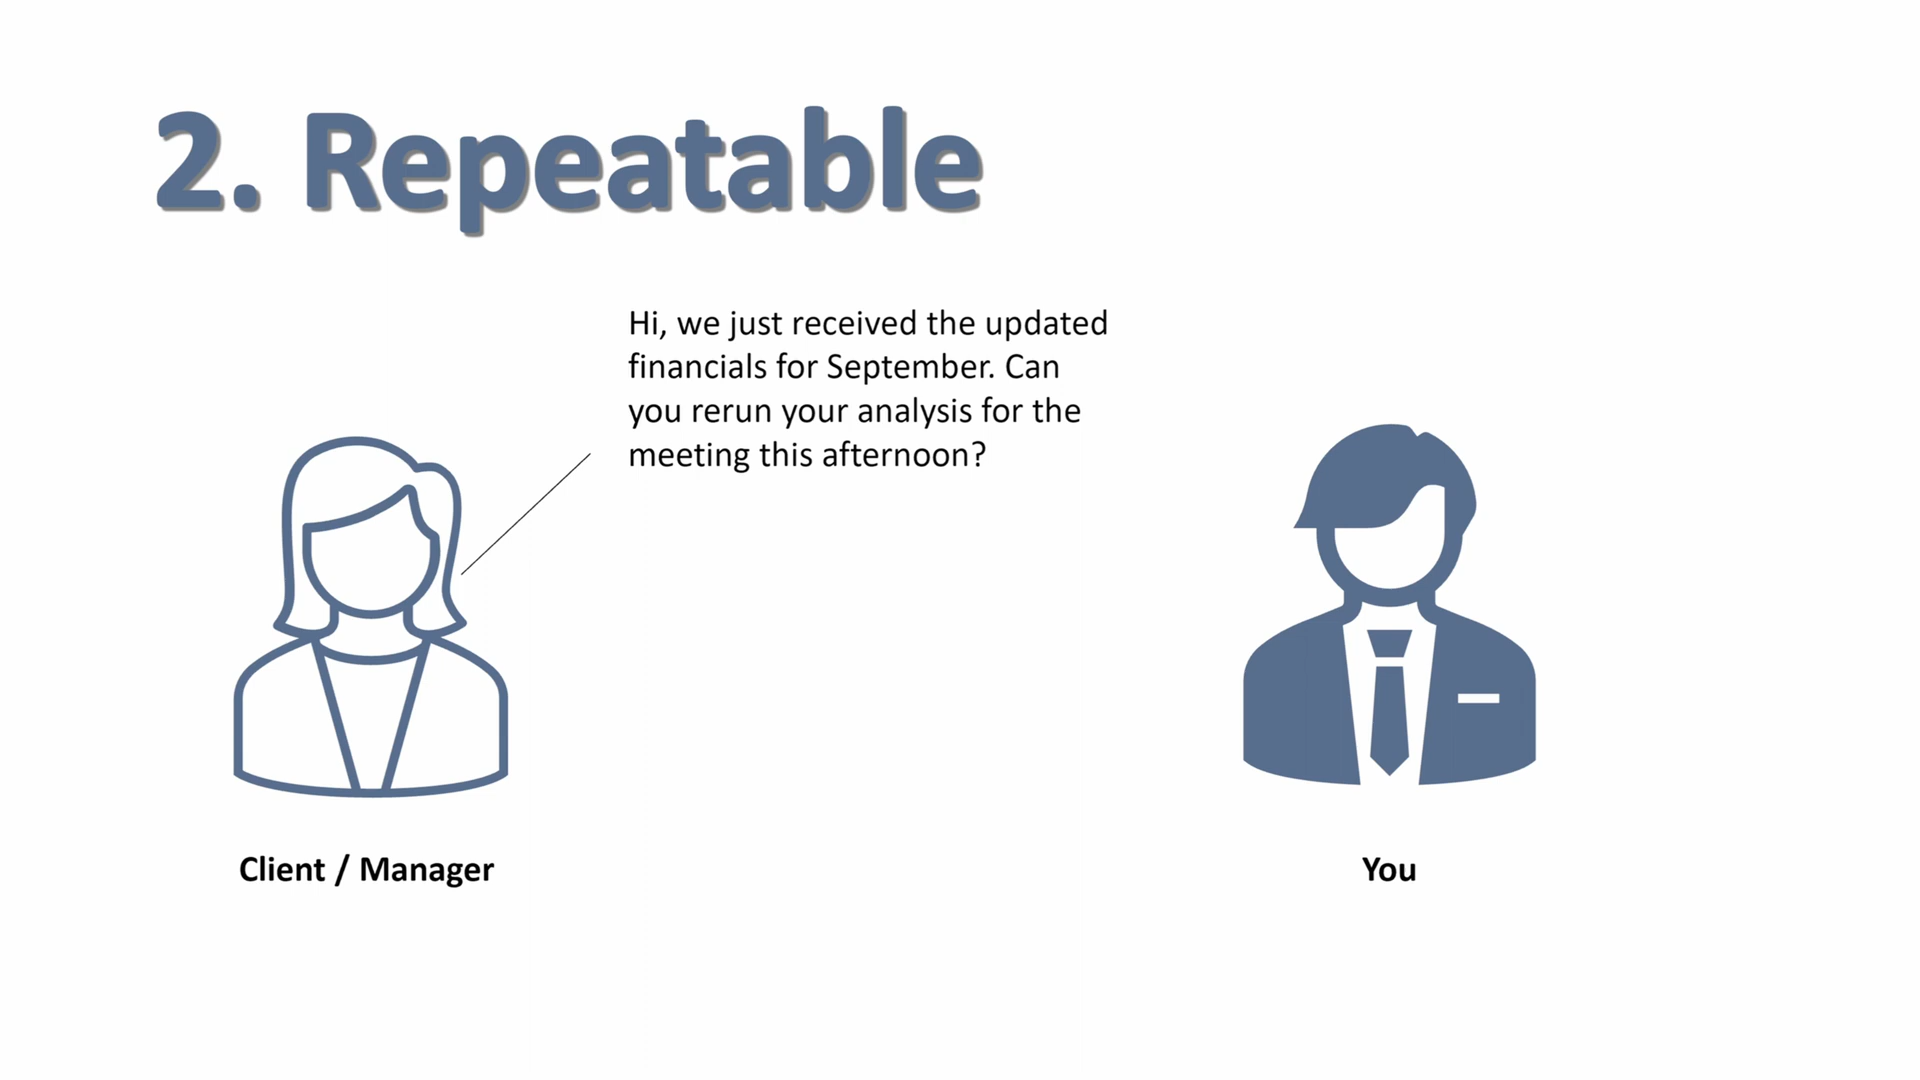 2. Repeatable
Hi, we just received the updated
financials for September. Can
you rerun your analysis for the
meeting this afternoon?
Client / Manager
You